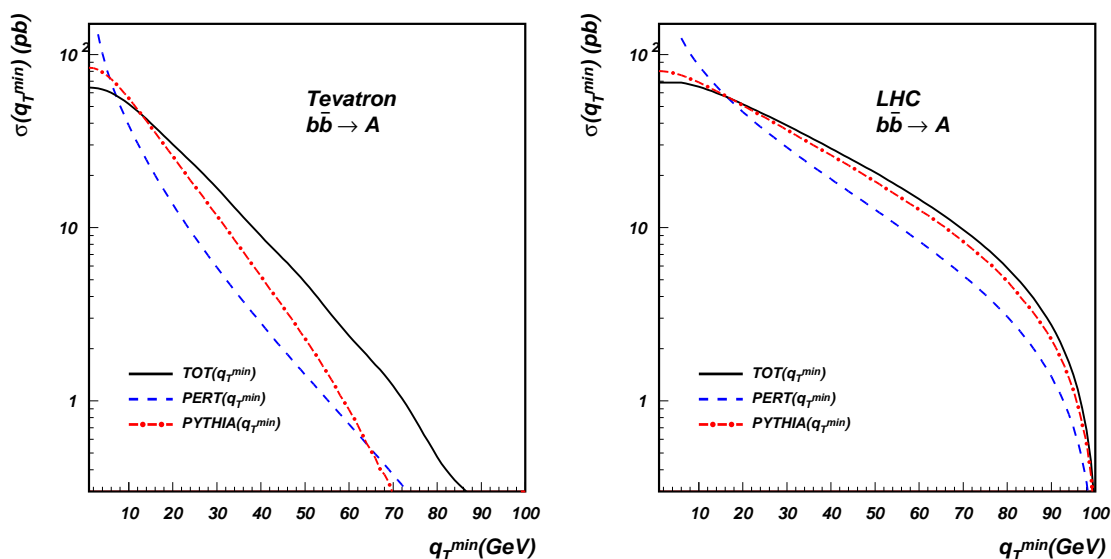 σ(q_T^min) (pb)
10^2
10
1
Tevatron
bb̄ → A
TOT(q_T^min)
PERT(q_T^min)
PYTHIA(q_T^min)
10 20 30 40 50 60 70 80 90 100
q_T^min(GeV)
σ(q_T^min) (pb)
10^2
10
1
LHC
bb̄ → A
TOT(q_T^min)
PERT(q_T^min)
PYTHIA(q_T^min)
10 20 30 40 50 60 70 80 90 100
q_T^min(GeV)